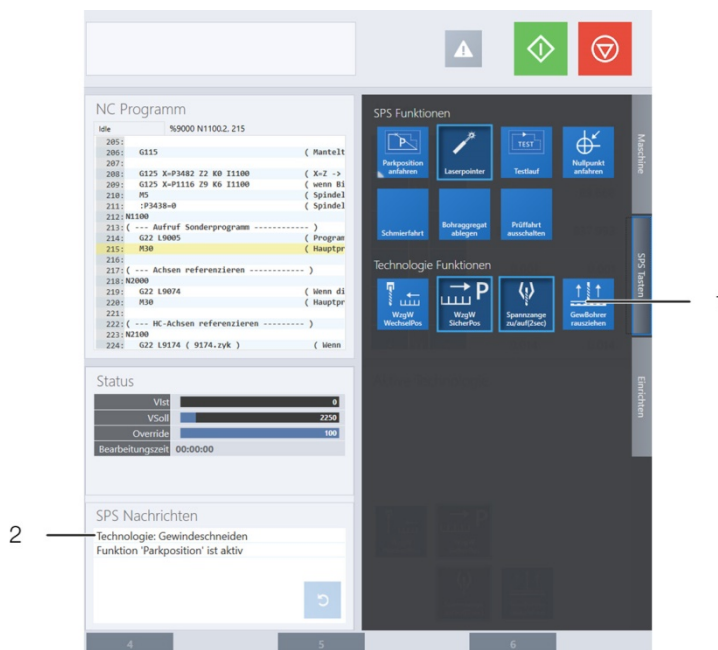 NC Programm
Idle %9000 N1100.2, 215
205:
206: G115 ( Mantelt
207:
208: G125 X=P3482 Z2 K0 I1100 ( X=Z ->
209: G125 X=P1116 Z9 K6 I1100 ( wenn Bi
210: M5 ( Spindel
211: :P3438=0 ( Spindel
212: N1100
213: ( --- Aufruf Sonderprogramm ----------- )
214: G22 L9005 ( Program
215: M30 ( Hauptpr
216:
217: ( --- Achsen referenzieren ------------ )
218: N2000
219: G22 L9074 ( Wenn di
220: M30 ( Hauptpr
221:
222: ( --- HC-Achsen referenzieren --------- )
223: N2100
224: G22 L9174 ( 9174.zyk ) ( Wenn
Status
VIst 0
VSoll 2250
Override 100
Bearbeitungszeit 00:00:00
SPS Nachrichten
2
Technologie: Gewindeschneiden
Funktion 'Parkposition' ist aktiv
SPS Funktionen
P
TEST
Parkposition anfahren
Laserpointer
Testlauf
Nullpunkt anfahren
Schmierfahrt
Bohraggregat ablegen
Prüffahrt ausschalten
Technologie Funktionen
P
WzgW WechselPos
WzgW SicherPos
Spannzange zu/auf(2sec)
GewBohrer rausziehen
Maschine
SPS Tasten
Einrichten
4 5 6